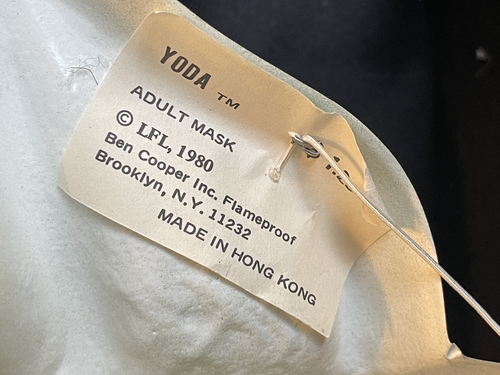 YODA ™
ADULT MASK
© LFL, 1980
Ben Cooper Inc. Flameproof
Brooklyn, N.Y. 11232
MADE IN HONG KONG